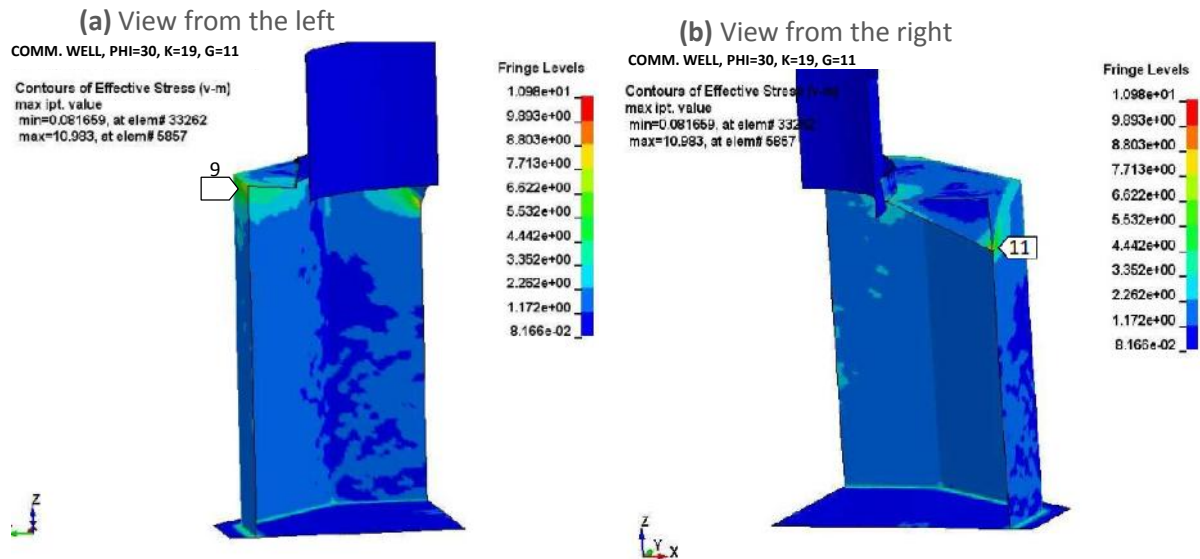 (a) View from the left
COMM. WELL, PHI=30, K=19, G=11
Contours of Effective Stress (v-m)
max ipt. value
min=0.081659, at elem# 33262
max=10.983, at elem# 5857
Fringe Levels
1.098e+01
9.893e+00
8.803e+00
7.713e+00
6.622e+00
5.532e+00
4.442e+00
3.352e+00
2.262e+00
1.172e+00
8.166e-02
9
Z
(b) View from the right
COMM. WELL, PHI=30, K=19, G=11
Contours of Effective Stress (v-m)
max ipt. value
min=0.081659, at elem# 33262
max=10.983, at elem# 5857
Fringe Levels
1.098e+01
9.893e+00
8.803e+00
7.713e+00
6.622e+00
5.532e+00
4.442e+00
3.352e+00
2.262e+00
1.172e+00
8.166e-02
11
Z
Y
X